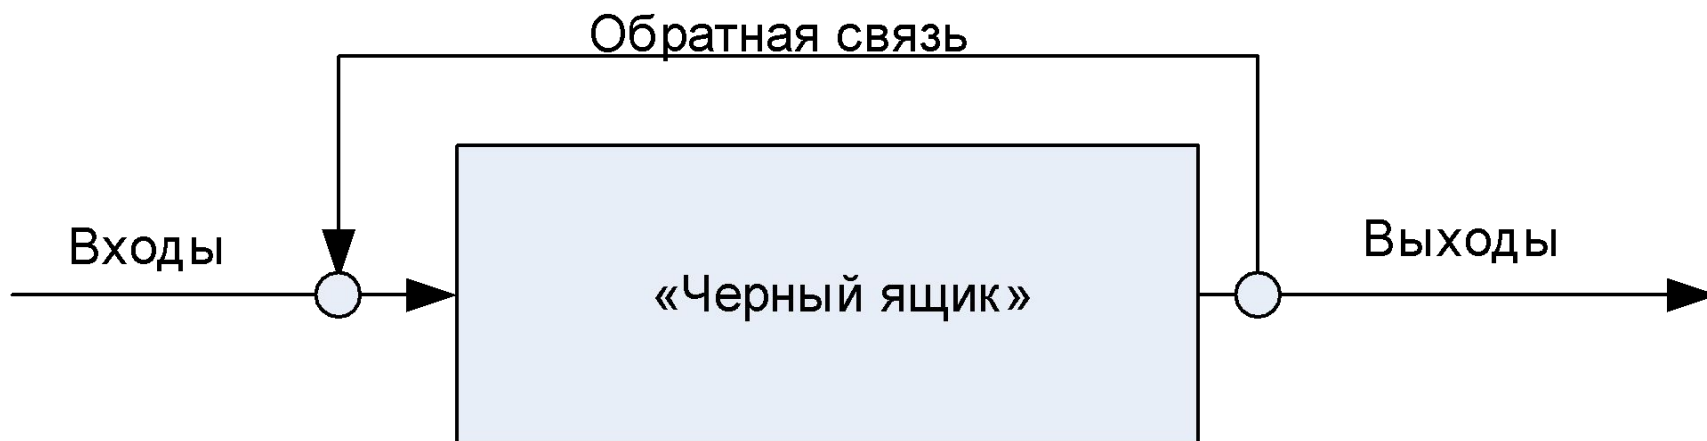 Обратная связь
Входы
Выходы
«Черный ящик»